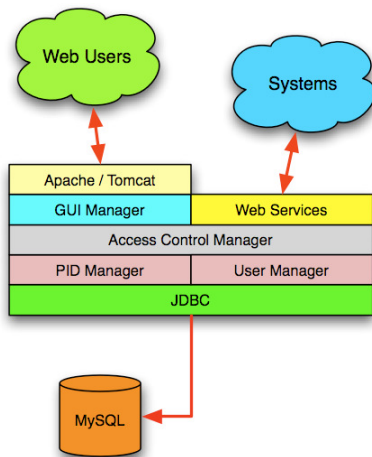 Web Users
Systems
Apache / Tomcat
GUI Manager
Web Services
Access Control Manager
PID Manager
User Manager
JDBC
MySQL